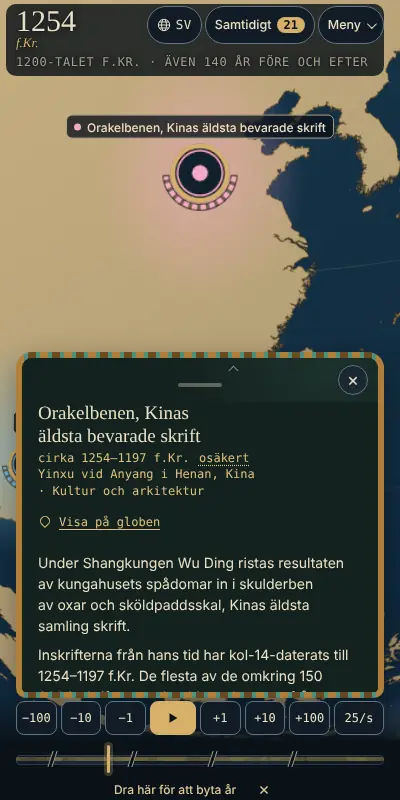 1254
f.Kr.
SV
Samtidigt 21
Meny
1200-TALET F.KR. · ÄVEN 140 ÅR FÖRE OCH EFTER
Orakelbenen, Kinas äldsta bevarade skrift
Orakelbenen, Kinas
äldsta bevarade skrift
cirka 1254–1197 f.Kr. osäkert
Yinxu vid Anyang i Henan, Kina
· Kultur och arkitektur
Visa på globen
Under Shangkungen Wu Ding ristas resultaten
av kungahusets spådomar in i skulderben
av oxar och sköldpaddsskal, Kinas äldsta
samling skrift.
Inskrifterna från hans tid har kol-14-daterats till
1254–1197 f.Kr. De flesta av de omkring 150
−100
−10
−1
+1
+10
+100
25/s
Dra här för att byta år